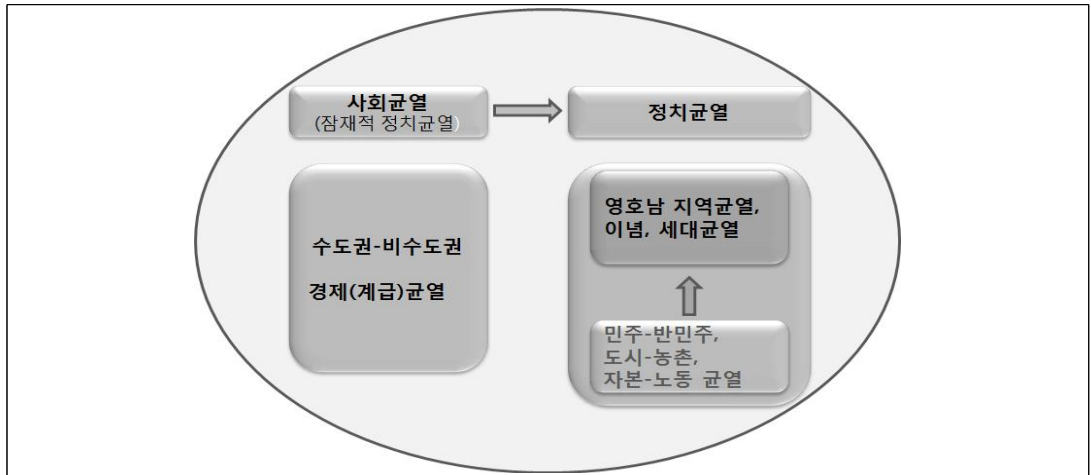 사회균열
(잠재적 정치균열)
정치균열
수도권-비수도권
경제(계급)균열
영호남 지역균열,
이념, 세대균열
민주-반민주,
도시-농촌,
자본-노동 균열